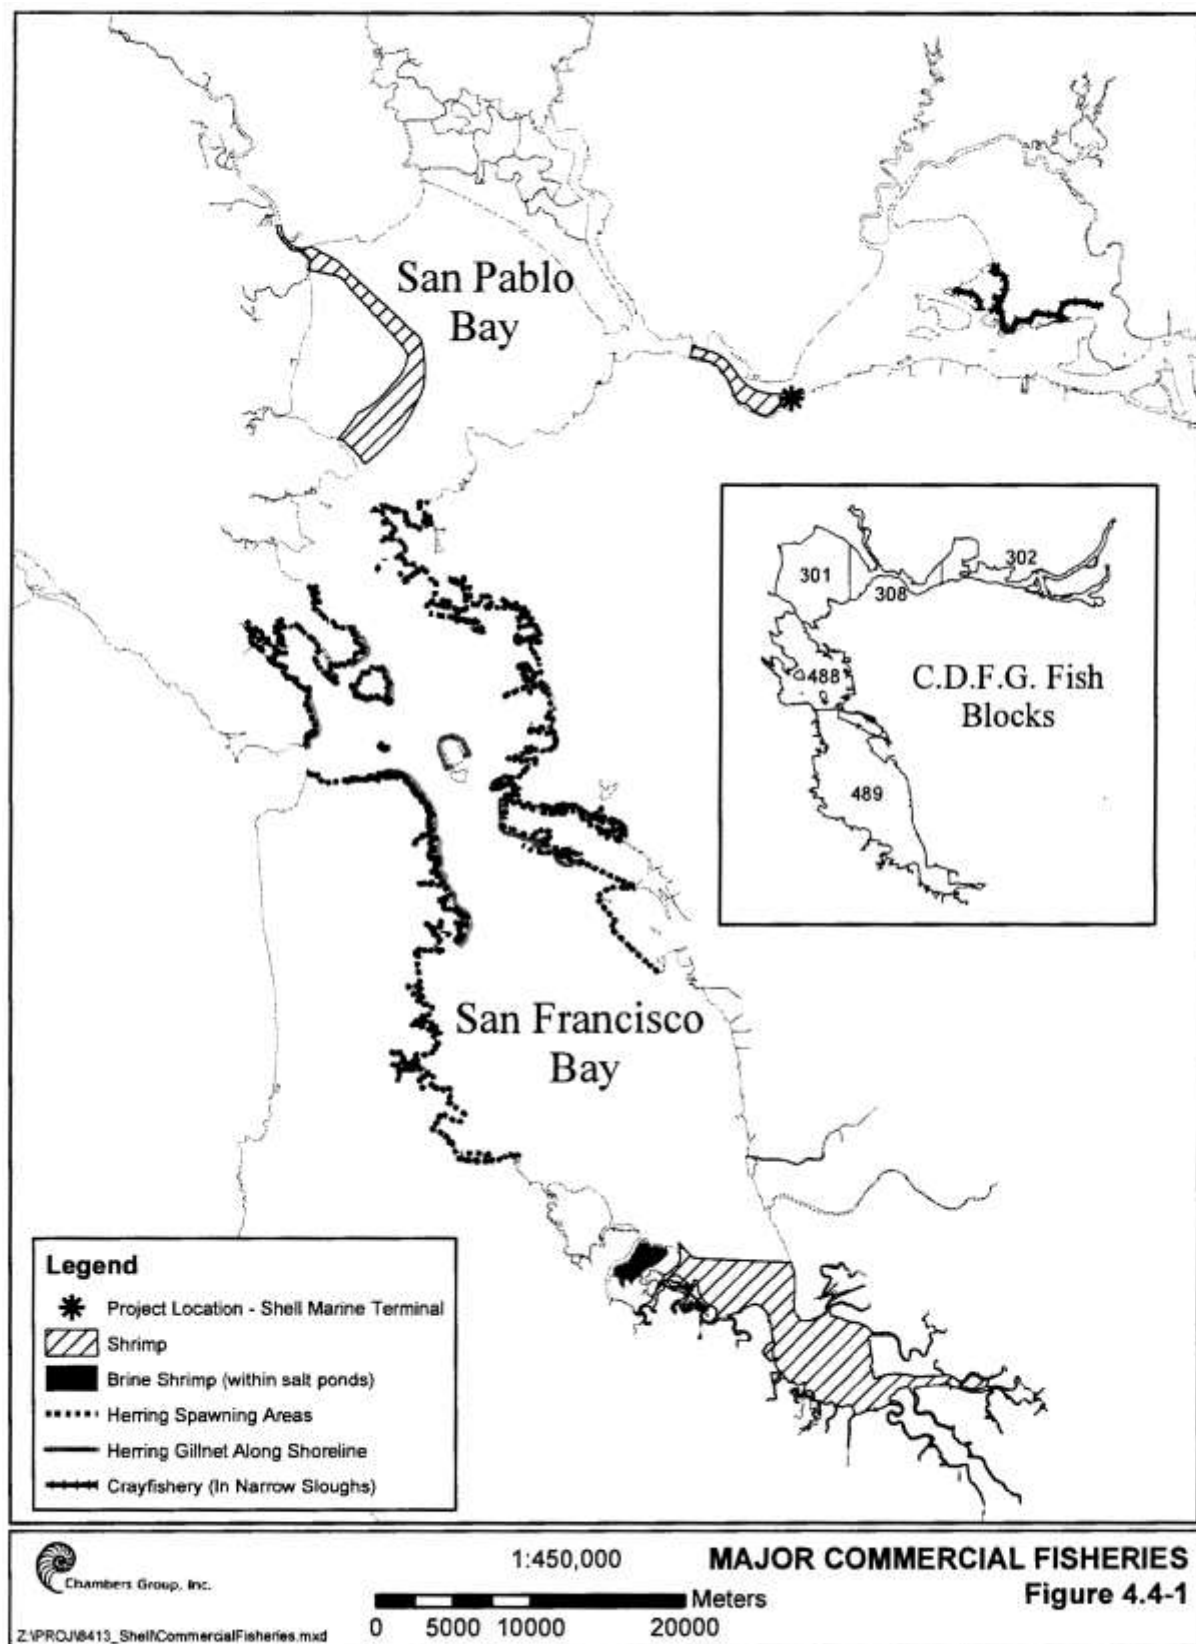 San Pablo
Bay
301
302
308
488
C.D.F.G. Fish
Blocks
489
San Francisco
Bay
Legend
Project Location - Shell Marine Terminal
Shrimp
Brine Shrimp (within salt ponds)
Herring Spawning Areas
Herring Gillnet Along Shoreline
Crayfishery (In Narrow Sloughs)
Chambers Group, Inc.
1:450,000
MAJOR COMMERCIAL FISHERIES
Figure 4.4-1
Meters
0 5000 10000 20000
Z:\PROJ\8413_Shell\CommercialFisheries.mxd